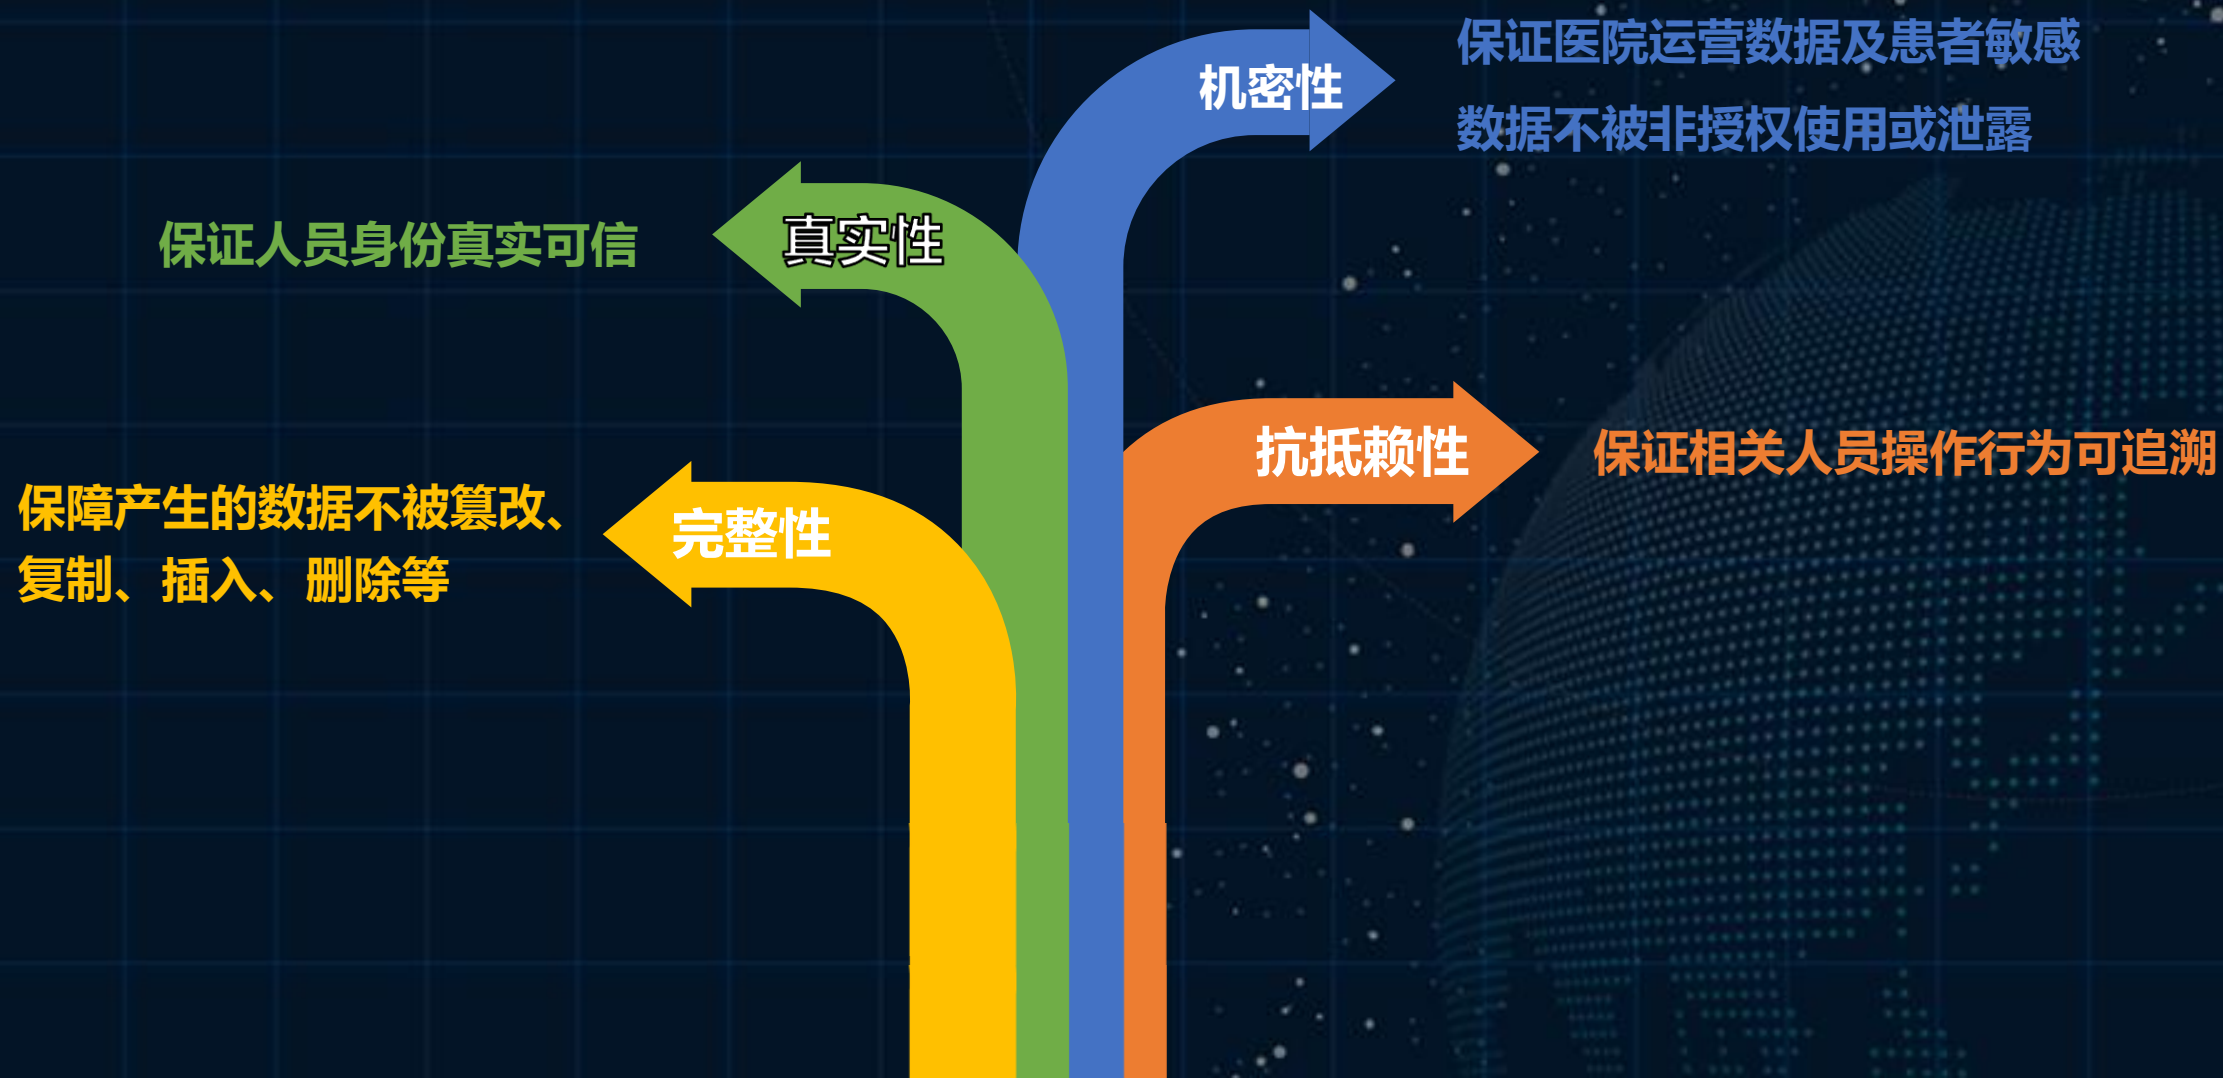 机密性
保证医院运营数据及患者敏感
数据不被非授权使用或泄露
保证人员身份真实可信
真实性
抗抵赖性
保证相关人员操作行为可追溯
保障产生的数据不被篡改、
复制、插入、删除等
完整性